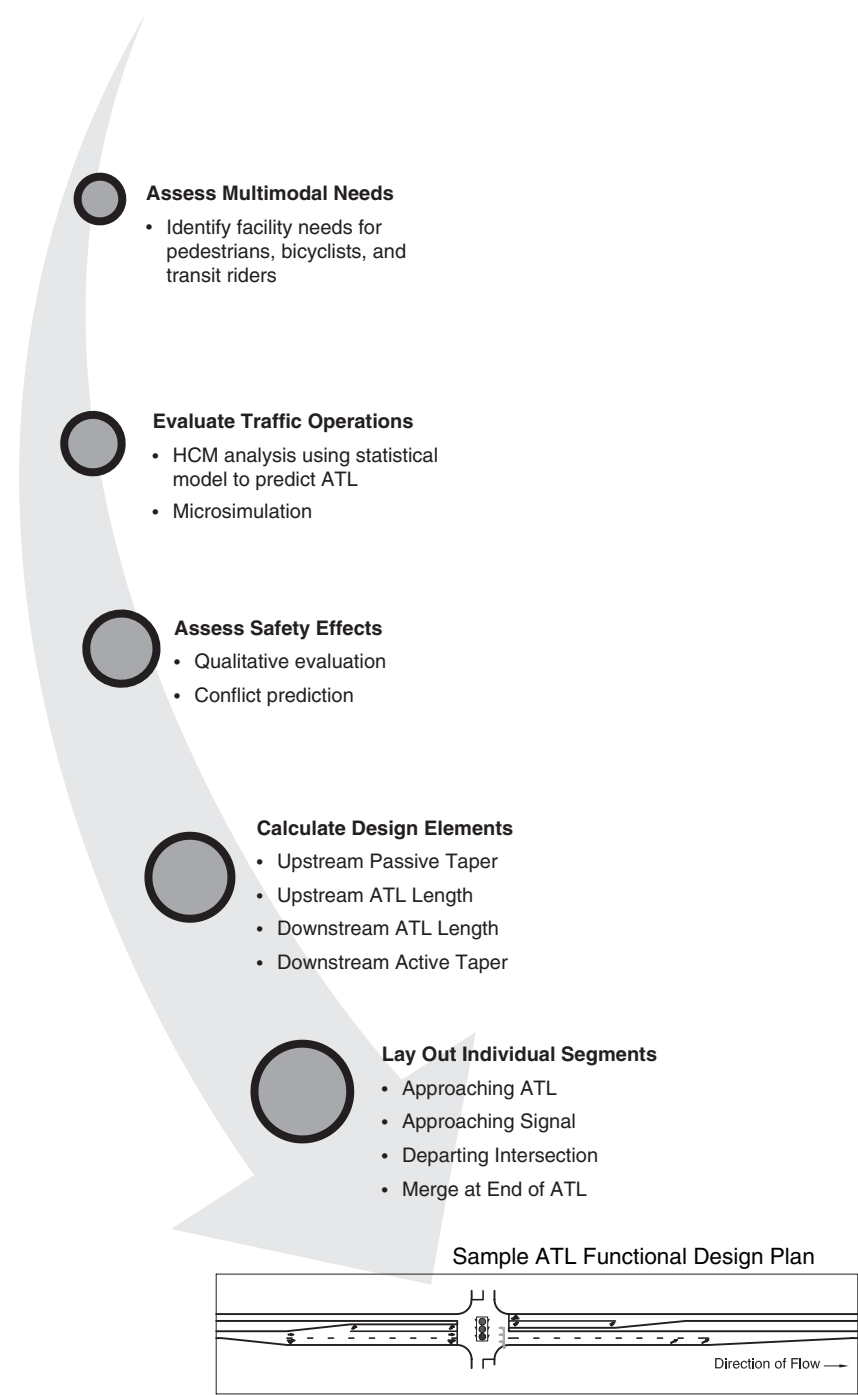 Assess Multimodal Needs
• Identify facility needs for
pedestrians, bicyclists, and
transit riders
Evaluate Traffic Operations
• HCM analysis using statistical
model to predict ATL
• Microsimulation
Assess Safety Effects
• Qualitative evaluation
• Conflict prediction
Calculate Design Elements
• Upstream Passive Taper
• Upstream ATL Length
• Downstream ATL Length
• Downstream Active Taper
Lay Out Individual Segments
• Approaching ATL
• Approaching Signal
• Departing Intersection
• Merge at End of ATL
Sample ATL Functional Design Plan
Direction of Flow